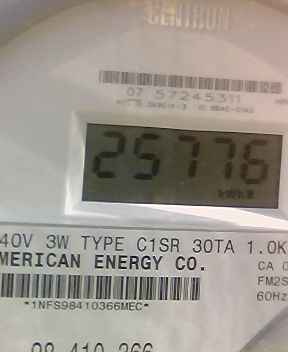 CENTRON
07 57245311
25776
kWh
40V 3W TYPE C1SR 30TA 1.0K
MERICAN ENERGY CO.
CA 0
FM2S
60Hz
*1NFS98410366MEC*
98 410 366